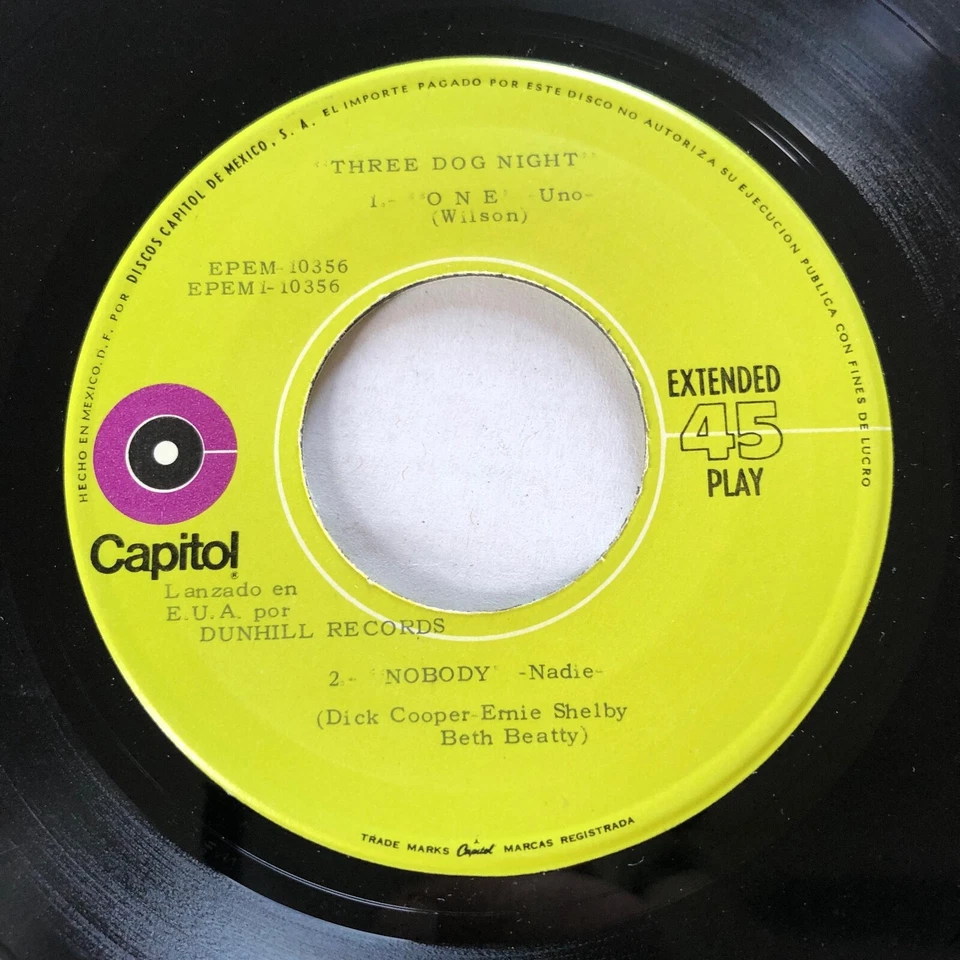 HECHO EN MEXICO, D. F. POR DISCOS CAPITOL DE MEXICO, S. A. EL IMPORTE PAGADO POR ESTE DISCO NO AUTORIZA SU EJECUCION PUBLICA CON FINES DE LUCRO
"THREE DOG NIGHT"
1.- "O N E" -Uno-
(Wilson)
EPEM-10356
EPEM1-10356
EXTENDED
45
PLAY
Capitol®
Lanzado en
E.U.A. por
DUNHILL RECORDS
2.- "NOBODY" -Nadie-
(Dick Cooper-Ernie Shelby
Beth Beatty)
TRADE MARKS Capitol MARCAS REGISTRADA